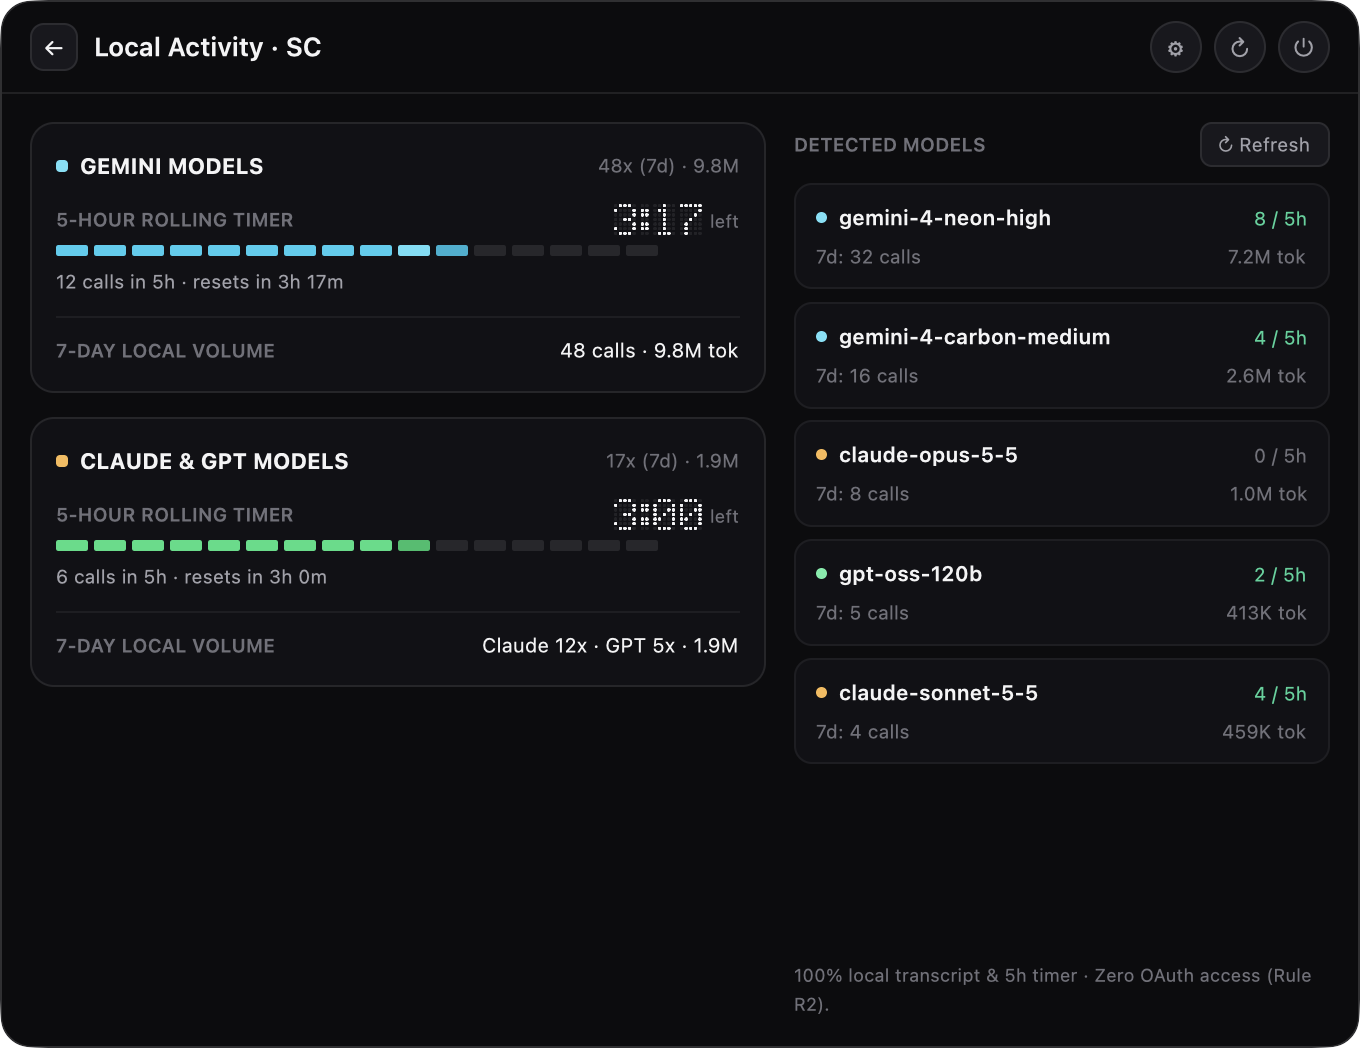 Local Activity · SC
GEMINI MODELS
48x (7d) · 9.8M
5-HOUR ROLLING TIMER
3:17 left
12 calls in 5h · resets in 3h 17m
7-DAY LOCAL VOLUME
48 calls · 9.8M tok
CLAUDE & GPT MODELS
17x (7d) · 1.9M
5-HOUR ROLLING TIMER
3:00 left
6 calls in 5h · resets in 3h 0m
7-DAY LOCAL VOLUME
Claude 12x · GPT 5x · 1.9M
DETECTED MODELS
Refresh
gemini-4-neon-high
8 / 5h
7d: 32 calls
7.2M tok
gemini-4-carbon-medium
4 / 5h
7d: 16 calls
2.6M tok
claude-opus-5-5
0 / 5h
7d: 8 calls
1.0M tok
gpt-oss-120b
2 / 5h
7d: 5 calls
413K tok
claude-sonnet-5-5
4 / 5h
7d: 4 calls
459K tok
100% local transcript & 5h timer · Zero OAuth access (Rule
R2).